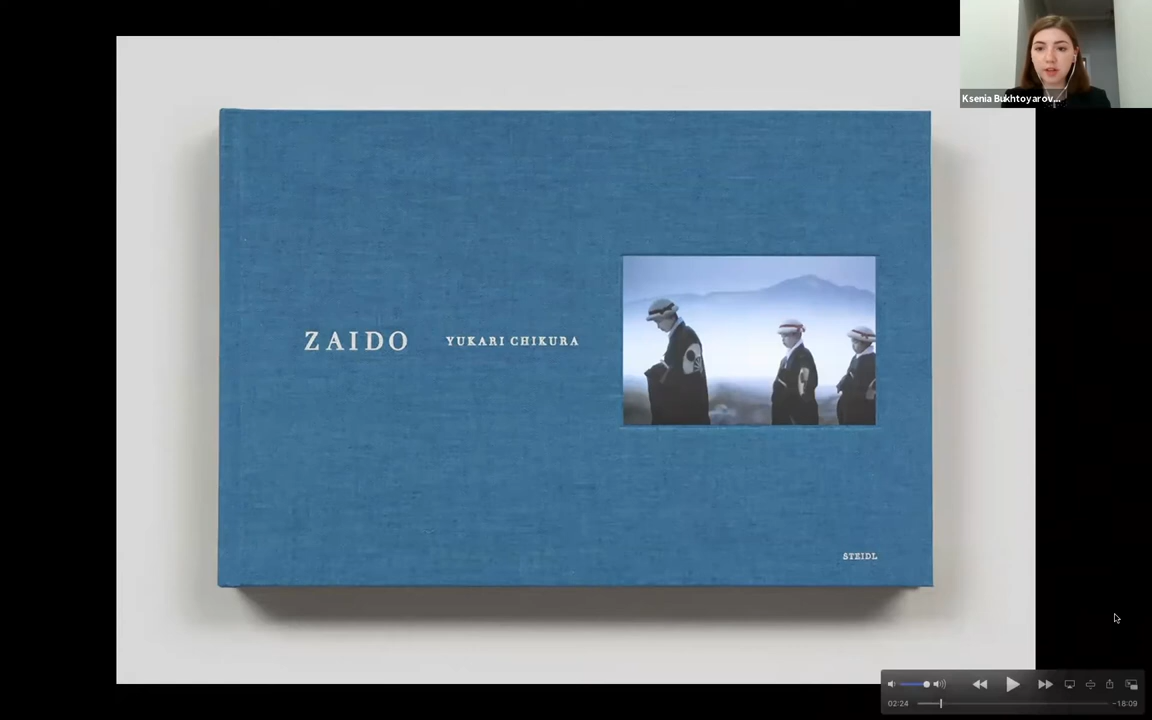 Ksenia Bukhtoyarov...
ZAIDO YUKARI CHIKURA
STEIDL
02:24
-18:09